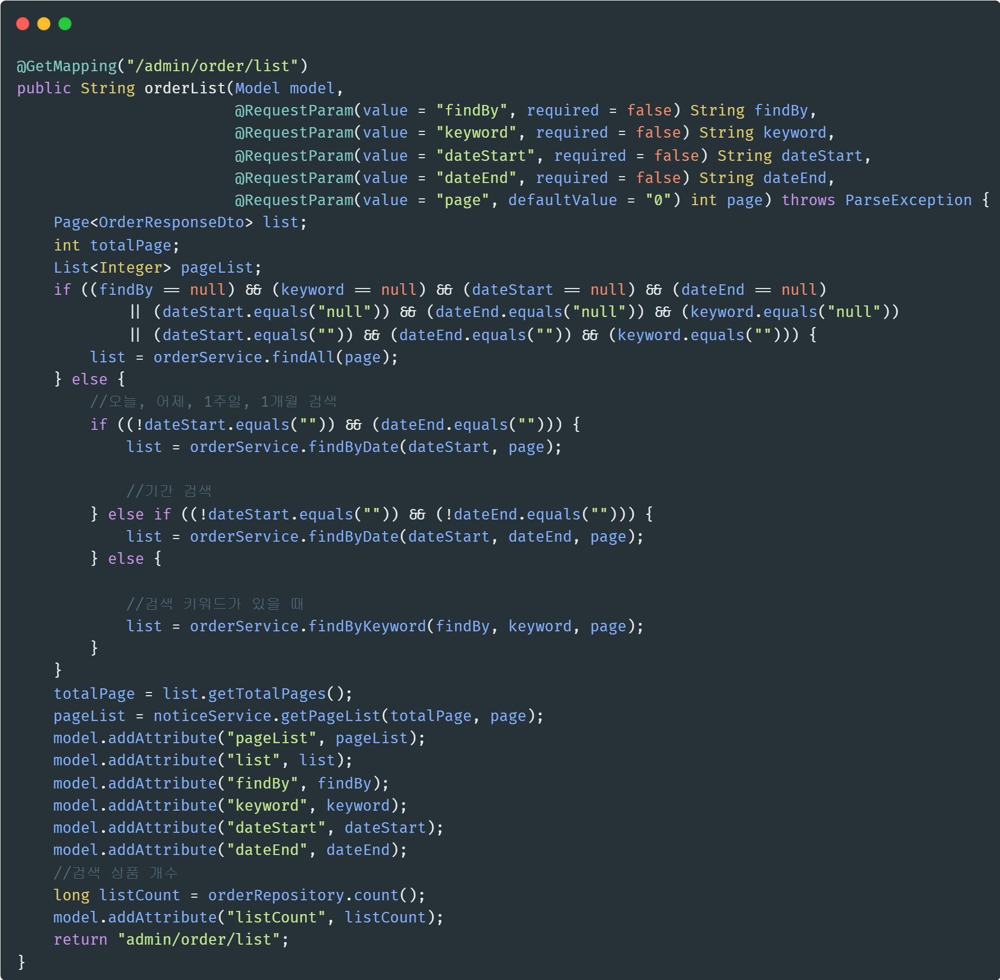 @GetMapping("/admin/order/list")
public String orderList(Model model,
                        @RequestParam(value = "findBy", required = false) String findBy,
                        @RequestParam(value = "keyword", required = false) String keyword,
                        @RequestParam(value = "dateStart", required = false) String dateStart,
                        @RequestParam(value = "dateEnd", required = false) String dateEnd,
                        @RequestParam(value = "page", defaultValue = "0") int page) throws ParseException {
    Page<OrderResponseDto> list;
    int totalPage;
    List<Integer> pageList;
    if ((findBy == null) && (keyword == null) && (dateStart == null) && (dateEnd == null)
            || (dateStart.equals("null")) && (dateEnd.equals("null")) && (keyword.equals("null"))
            || (dateStart.equals("")) && (dateEnd.equals("")) && (keyword.equals(""))) {
        list = orderService.findAll(page);
    } else {
        //오늘, 어제, 1주일, 1개월 검색
        if ((!dateStart.equals("")) && (dateEnd.equals(""))) {
            list = orderService.findByDate(dateStart, page);

            //기간 검색
        } else if ((!dateStart.equals("")) && (!dateEnd.equals(""))) {
            list = orderService.findByDate(dateStart, dateEnd, page);
        } else {

            //검색 키워드가 있을 때
            list = orderService.findByKeyword(findBy, keyword, page);
        }
    }
    totalPage = list.getTotalPages();
    pageList = noticeService.getPageList(totalPage, page);
    model.addAttribute("pageList", pageList);
    model.addAttribute("list", list);
    model.addAttribute("findBy", findBy);
    model.addAttribute("keyword", keyword);
    model.addAttribute("dateStart", dateStart);
    model.addAttribute("dateEnd", dateEnd);
    //검색 상품 개수
    long listCount = orderRepository.count();
    model.addAttribute("listCount", listCount);
    return "admin/order/list";
}